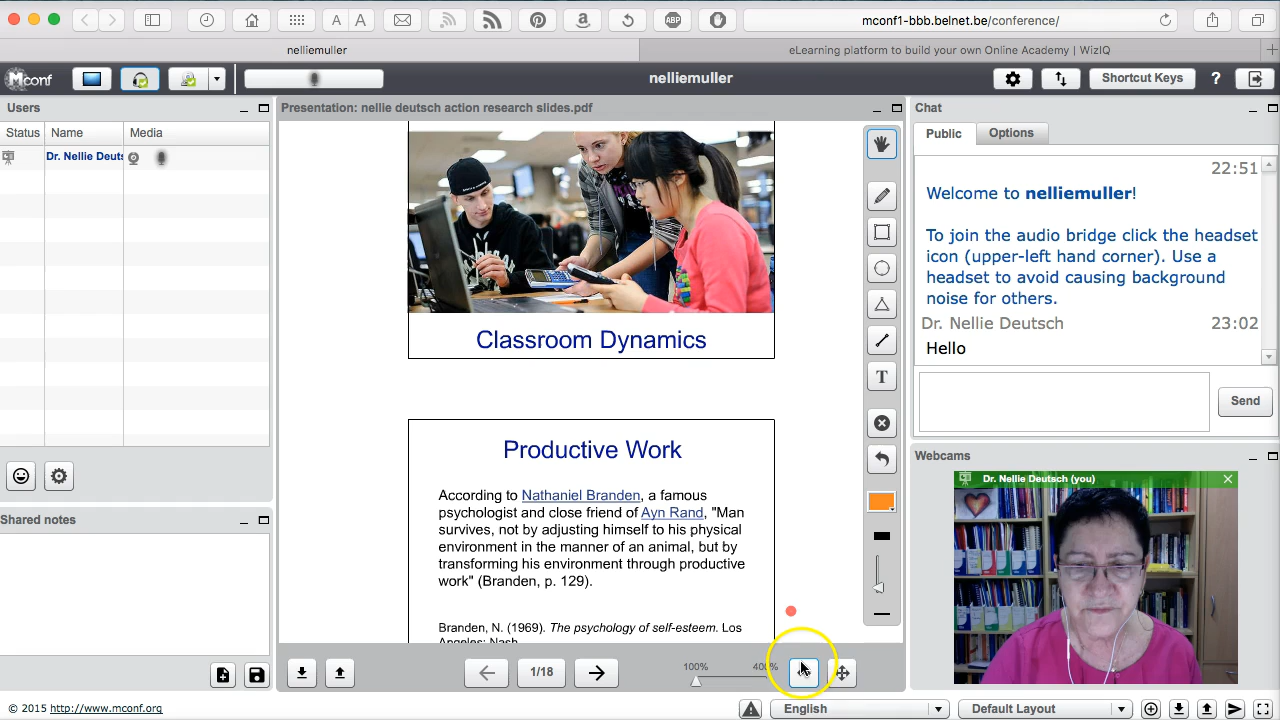 mconf1-bbb.belnet.be/conference/
A A
ABP
nelliemuller
eLearning platform to build your own Online Academy | WizIQ
Mconf
nelliemuller
Shortcut Keys
?
Users
Status Name Media
Dr. Nellie Deuts
Shared notes
Presentation: nellie deutsch action research slides.pdf
Classroom Dynamics
Productive Work
According to Nathaniel Branden, a famous
psychologist and close friend of Ayn Rand, "Man
survives, not by adjusting himself to his physical
environment in the manner of an animal, but by
transforming his environment through productive
work" (Branden, p. 129).
Branden, N. (1969). The psychology of self-esteem. Los
Angeles: Nash
T
1/18
100% 400%
Chat
Public Options
22:51
Welcome to nelliemuller!
To join the audio bridge click the headset
icon (upper-left hand corner). Use a
headset to avoid causing background
noise for others.
Dr. Nellie Deutsch 23:02
Hello
Send
Webcams
Dr. Nellie Deutsch (you)
© 2015 http://www.mconf.org
English
Default Layout